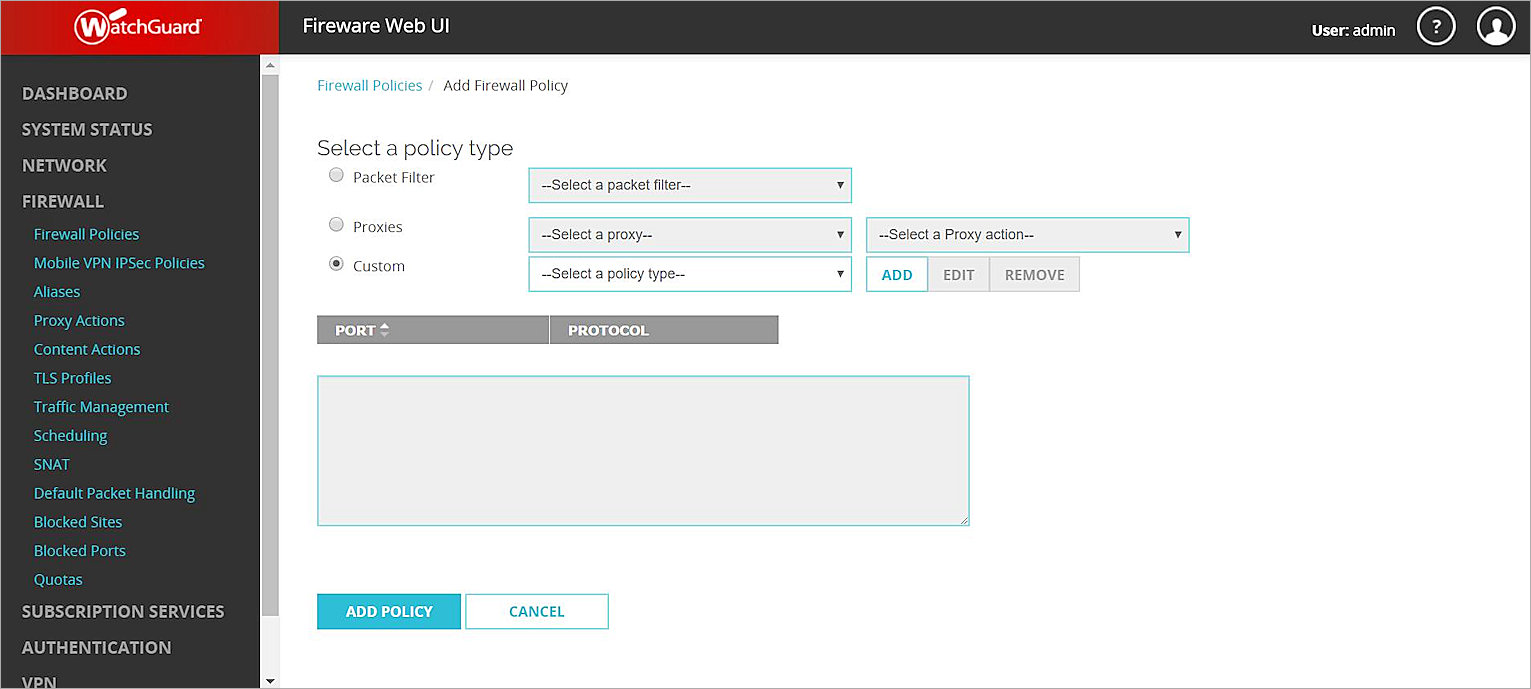 WatchGuard
Fireware Web UI
User: admin
?
DASHBOARD
SYSTEM STATUS
NETWORK
FIREWALL
Firewall Policies
Mobile VPN IPSec Policies
Aliases
Proxy Actions
Content Actions
TLS Profiles
Traffic Management
Scheduling
SNAT
Default Packet Handling
Blocked Sites
Blocked Ports
Quotas
SUBSCRIPTION SERVICES
AUTHENTICATION
VPN
Firewall Policies / Add Firewall Policy
Select a policy type
Packet Filter --Select a packet filter--
Proxies --Select a proxy-- --Select a Proxy action--
Custom --Select a policy type-- ADD EDIT REMOVE
PORT PROTOCOL
ADD POLICY CANCEL